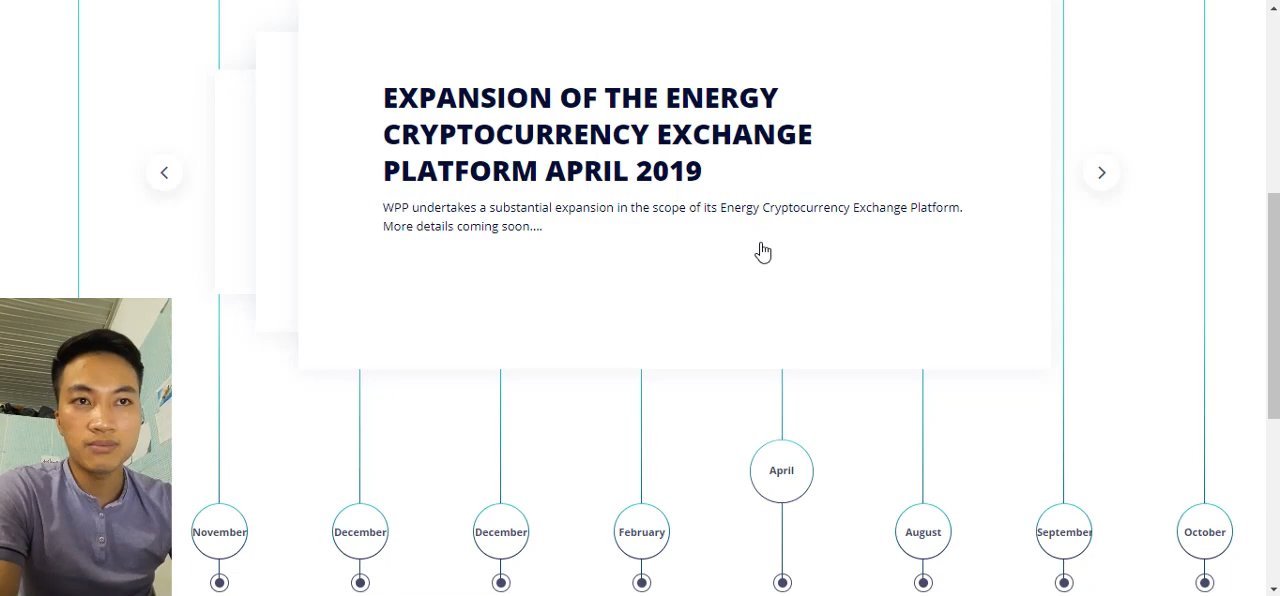 EXPANSION OF THE ENERGY
CRYPTOCURRENCY EXCHANGE
PLATFORM APRIL 2019
WPP undertakes a substantial expansion in the scope of its Energy Cryptocurrency Exchange Platform.
More details coming soon....
April
November December December February August September October